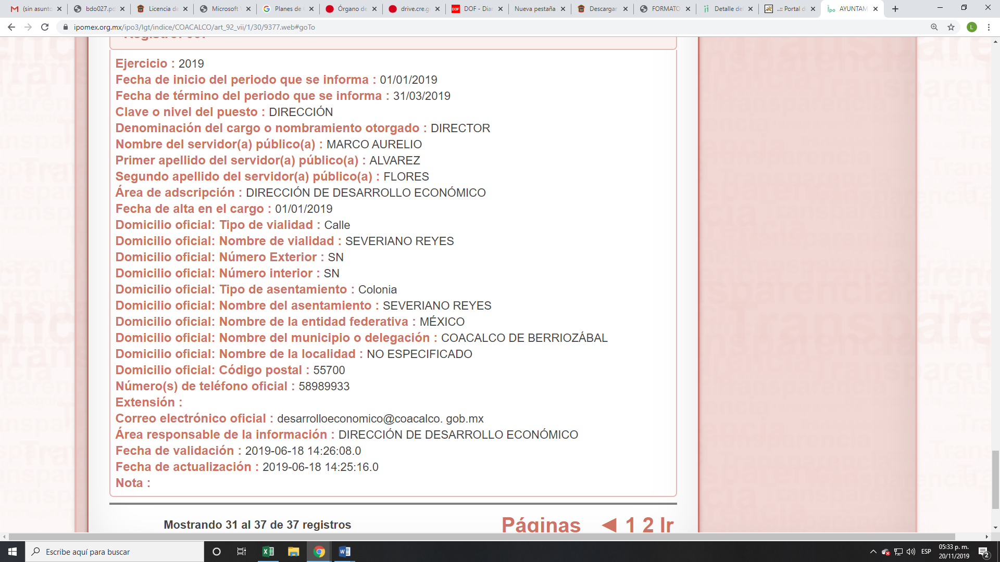 (sin asunto
bdo027.pd
Licencia de
Microsoft W
Planes de
Órgano de
drive.cre.g
DOF
DOF - Diar
Nueva pestaña
Descargar
FORMATO
Detalle de
..:: Portal d
AYUNTAM
ipomex.org.mx/ipo3/lgt/indice/COACALCO/art_92_vii/1/30/9377.web#goTo
L
Ejercicio : 2019
Fecha de inicio del periodo que se informa : 01/01/2019
Fecha de término del periodo que se informa : 31/03/2019
Clave o nivel del puesto : DIRECCIÓN
Denominación del cargo o nombramiento otorgado : DIRECTOR
Nombre del servidor(a) público(a) : MARCO AURELIO
Primer apellido del servidor(a) público(a) : ALVAREZ
Segundo apellido del servidor(a) público(a) : FLORES
Área de adscripción : DIRECCIÓN DE DESARROLLO ECONÓMICO
Fecha de alta en el cargo : 01/01/2019
Domicilio oficial: Tipo de vialidad : Calle
Domicilio oficial: Nombre de vialidad : SEVERIANO REYES
Domicilio oficial: Número Exterior : SN
Domicilio oficial: Número interior : SN
Domicilio oficial: Tipo de asentamiento : Colonia
Domicilio oficial: Nombre del asentamiento : SEVERIANO REYES
Domicilio oficial: Nombre de la entidad federativa : MÉXICO
Domicilio oficial: Nombre del municipio o delegación : COACALCO DE BERRIOZÁBAL
Domicilio oficial: Nombre de la localidad : NO ESPECIFICADO
Domicilio oficial: Código postal : 55700
Número(s) de teléfono oficial : 58989933
Extensión :
Correo electrónico oficial : desarrolloeconomico@coacalco. gob.mx
Área responsable de la información : DIRECCIÓN DE DESARROLLO ECONÓMICO
Fecha de validación : 2019-06-18 14:26:08.0
Fecha de actualización : 2019-06-18 14:25:16.0
Nota :
Mostrando 31 al 37 de 37 registros
Páginas ◄ 1 2 Ir
Escribe aquí para buscar
ESP
05:33 p. m.
20/11/2019
2